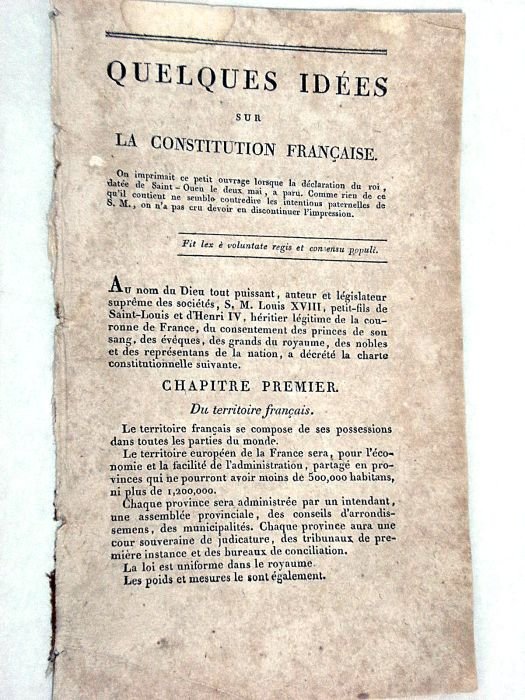 QUELQUES IDÉES
SUR
LA CONSTITUTION FRANÇAISE.
On imprimait ce petit ouvrage lorsque la déclaration du roi,
datée de Saint-Ouen le deux mai, a paru. Comme rien de ce
qu'il contient ne semble contredire les intentions paternelles de
S. M., on n'a pas cru devoir en discontinuer l'impression.
Fit lex è voluntate regis et consensu populi.
Au nom du Dieu tout puissant, auteur et législateur
suprême des sociétés, S. M. Louis XVIII, petit-fils de
Saint-Louis et d'Henri IV, héritier légitime de la cou-
ronne de France, du consentement des princes de son
sang, des évêques, des grands du royaume, des nobles
et des représentans de la nation, a décrété la charte
constitutionnelle suivante.
CHAPITRE PREMIER.
Du territoire français.
Le territoire français se compose de ses possessions
dans toutes les parties du monde.
Le territoire européen de la France sera, pour l'éco-
nomie et la facilité de l'administration, partagé en pro-
vinces qui ne pourront avoir moins de 500,000 habitans,
ni plus de 1,200,000.
Chaque province sera administrée par un intendant,
une assemblée provinciale, des conseils d'arrondis-
semens, des municipalités. Chaque province aura une
cour souveraine de judicature, des tribunaux de pre-
mière instance et des bureaux de conciliation.
La loi est uniforme dans le royaume
Les poids et mesures le sont également.